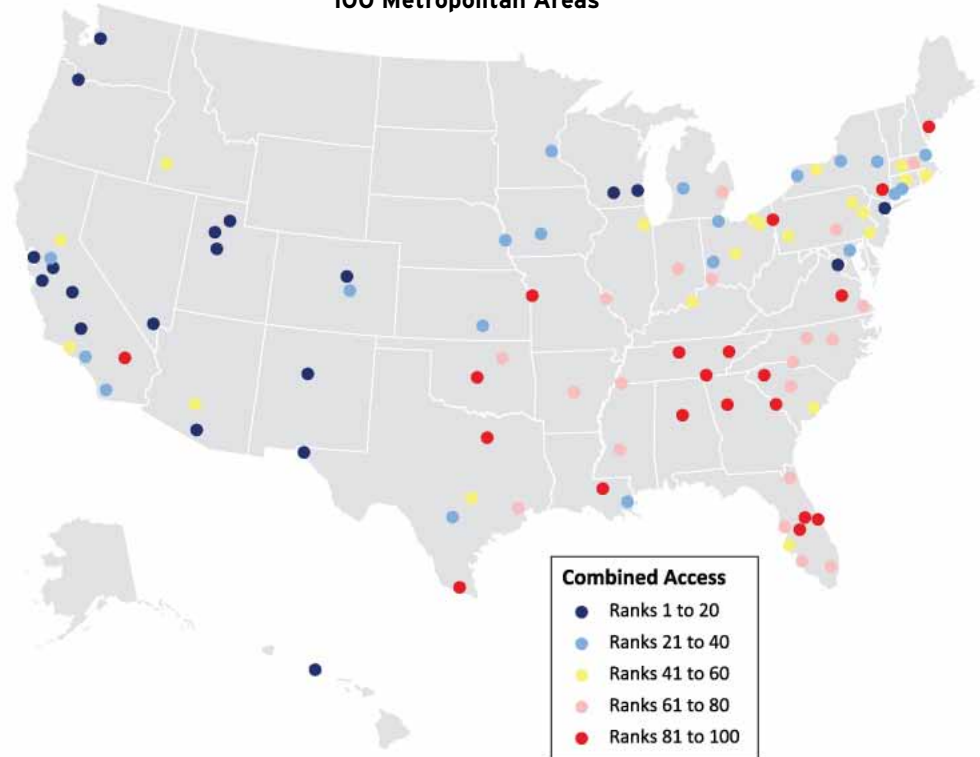 100 Metropolitan Areas
Combined Access
Ranks 1 to 20
Ranks 21 to 40
Ranks 41 to 60
Ranks 61 to 80
Ranks 81 to 100